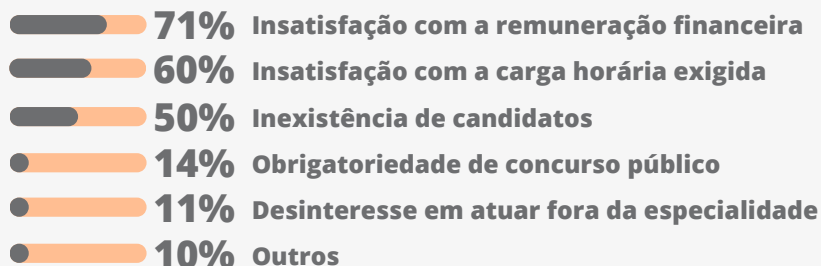 71% Insatisfação com a remuneração financeira
60% Insatisfação com a carga horária exigida
50% Inexistência de candidatos
14% Obrigatoriedade de concurso público
11% Desinteresse em atuar fora da especialidade
10% Outros